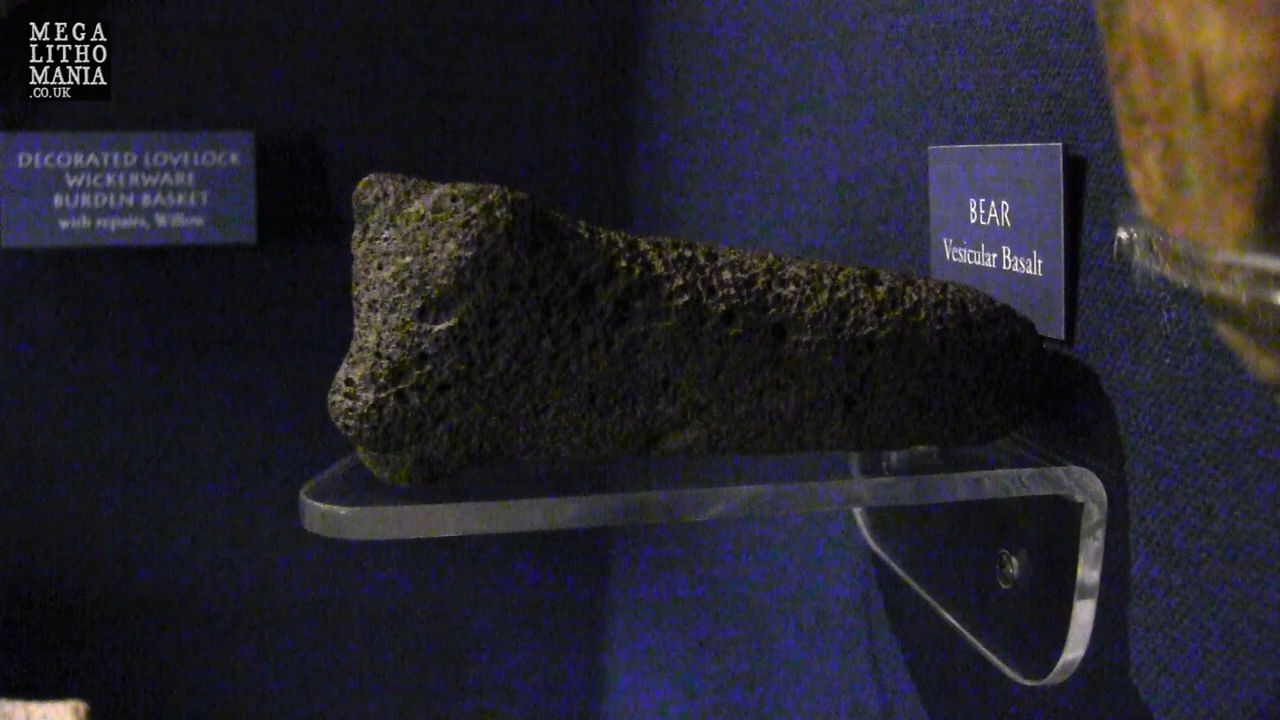 MEGA
LITHO
MANIA
.CO.UK
DECORATED LOVELOCK
WICKERWARE
BURDEN BASKET
with repairs, Willow
BEAR
Vesicular Basalt